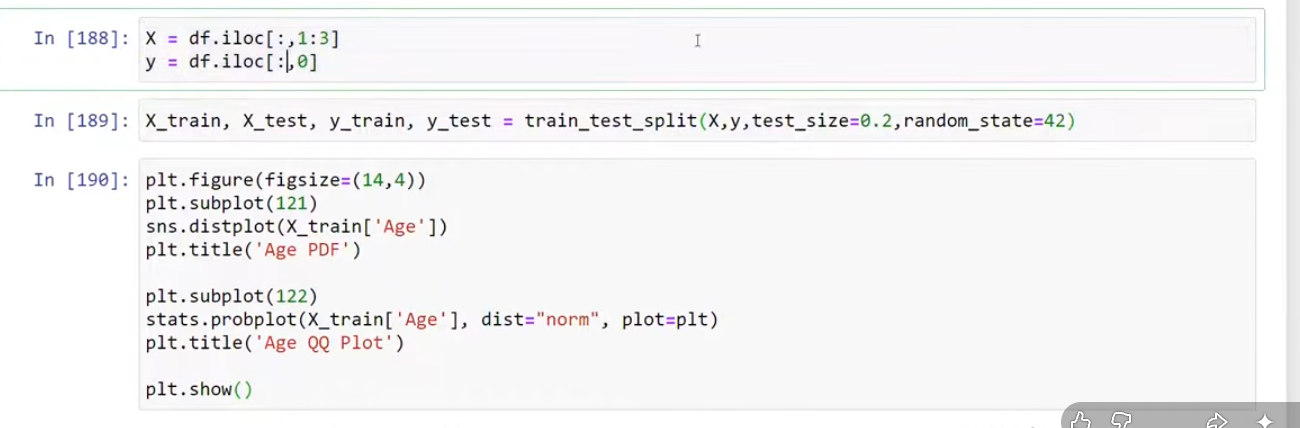 In [188]: X = df.iloc[:,1:3]
y = df.iloc[:,0]
In [189]: X_train, X_test, y_train, y_test = train_test_split(X,y,test_size=0.2,random_state=42)
In [190]: plt.figure(figsize=(14,4))
plt.subplot(121)
sns.distplot(X_train['Age'])
plt.title('Age PDF')
plt.subplot(122)
stats.probplot(X_train['Age'], dist="norm", plot=plt)
plt.title('Age QQ Plot')
plt.show()